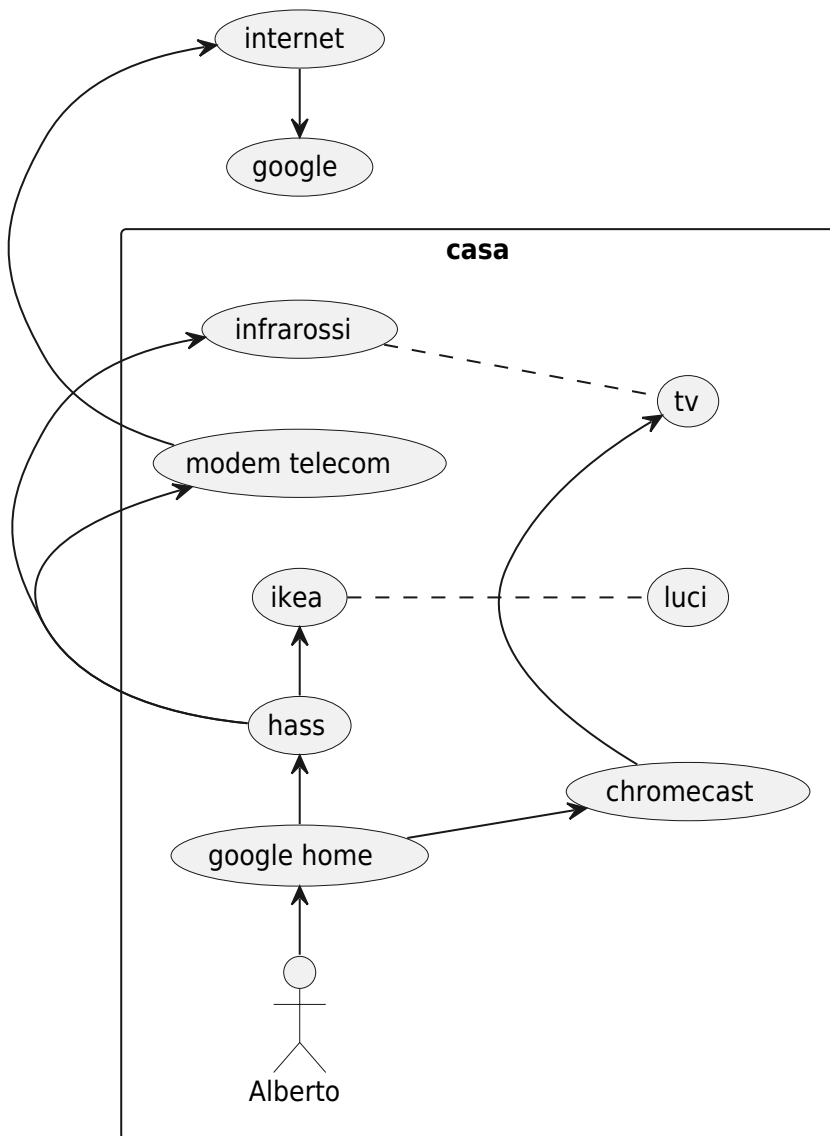 internet
google
casa
infrarossi
tv
modem telecom
ikea
luci
hass
chromecast
google home
Alberto